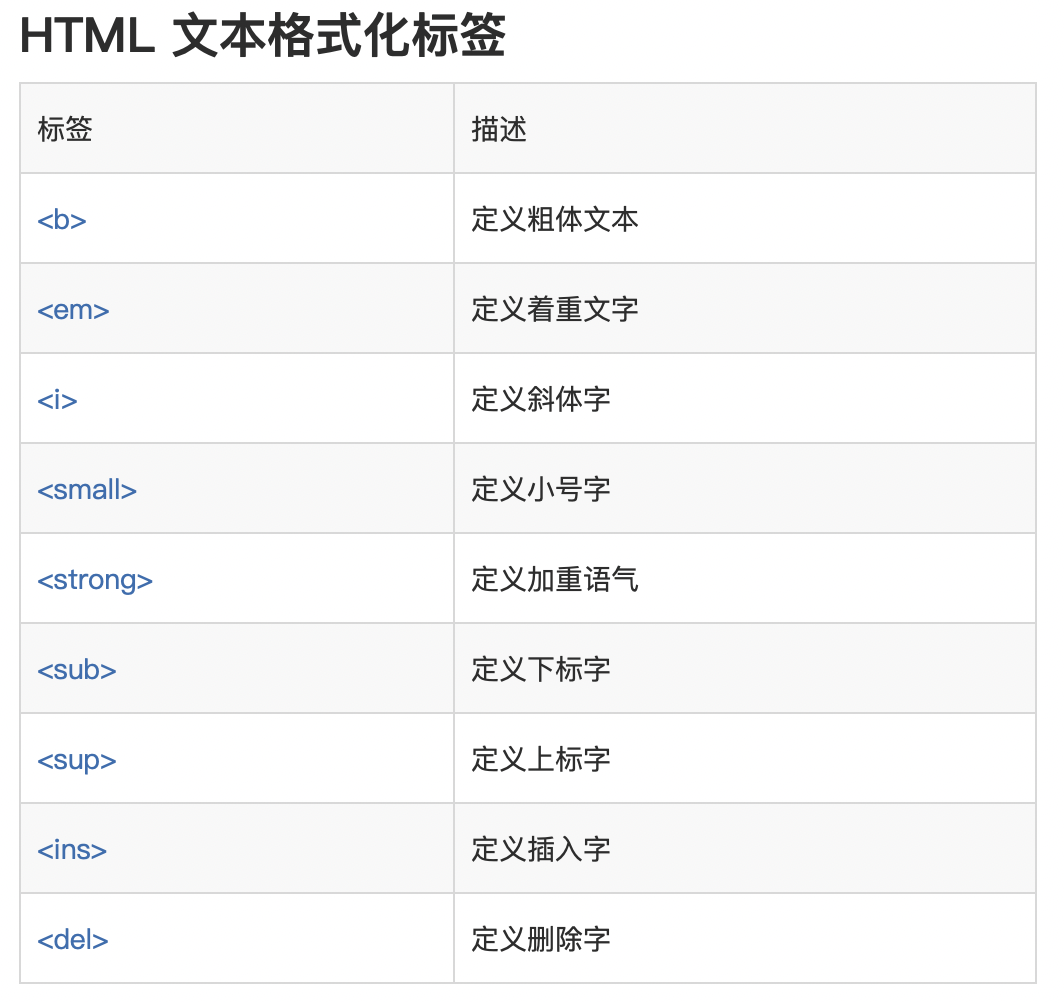 HTML 文本格式化标签
标签 描述
<b> 定义粗体文本
<em> 定义着重文字
<i> 定义斜体字
<small> 定义小号字
<strong> 定义加重语气
<sub> 定义下标字
<sup> 定义上标字
<ins> 定义插入字
<del> 定义删除字